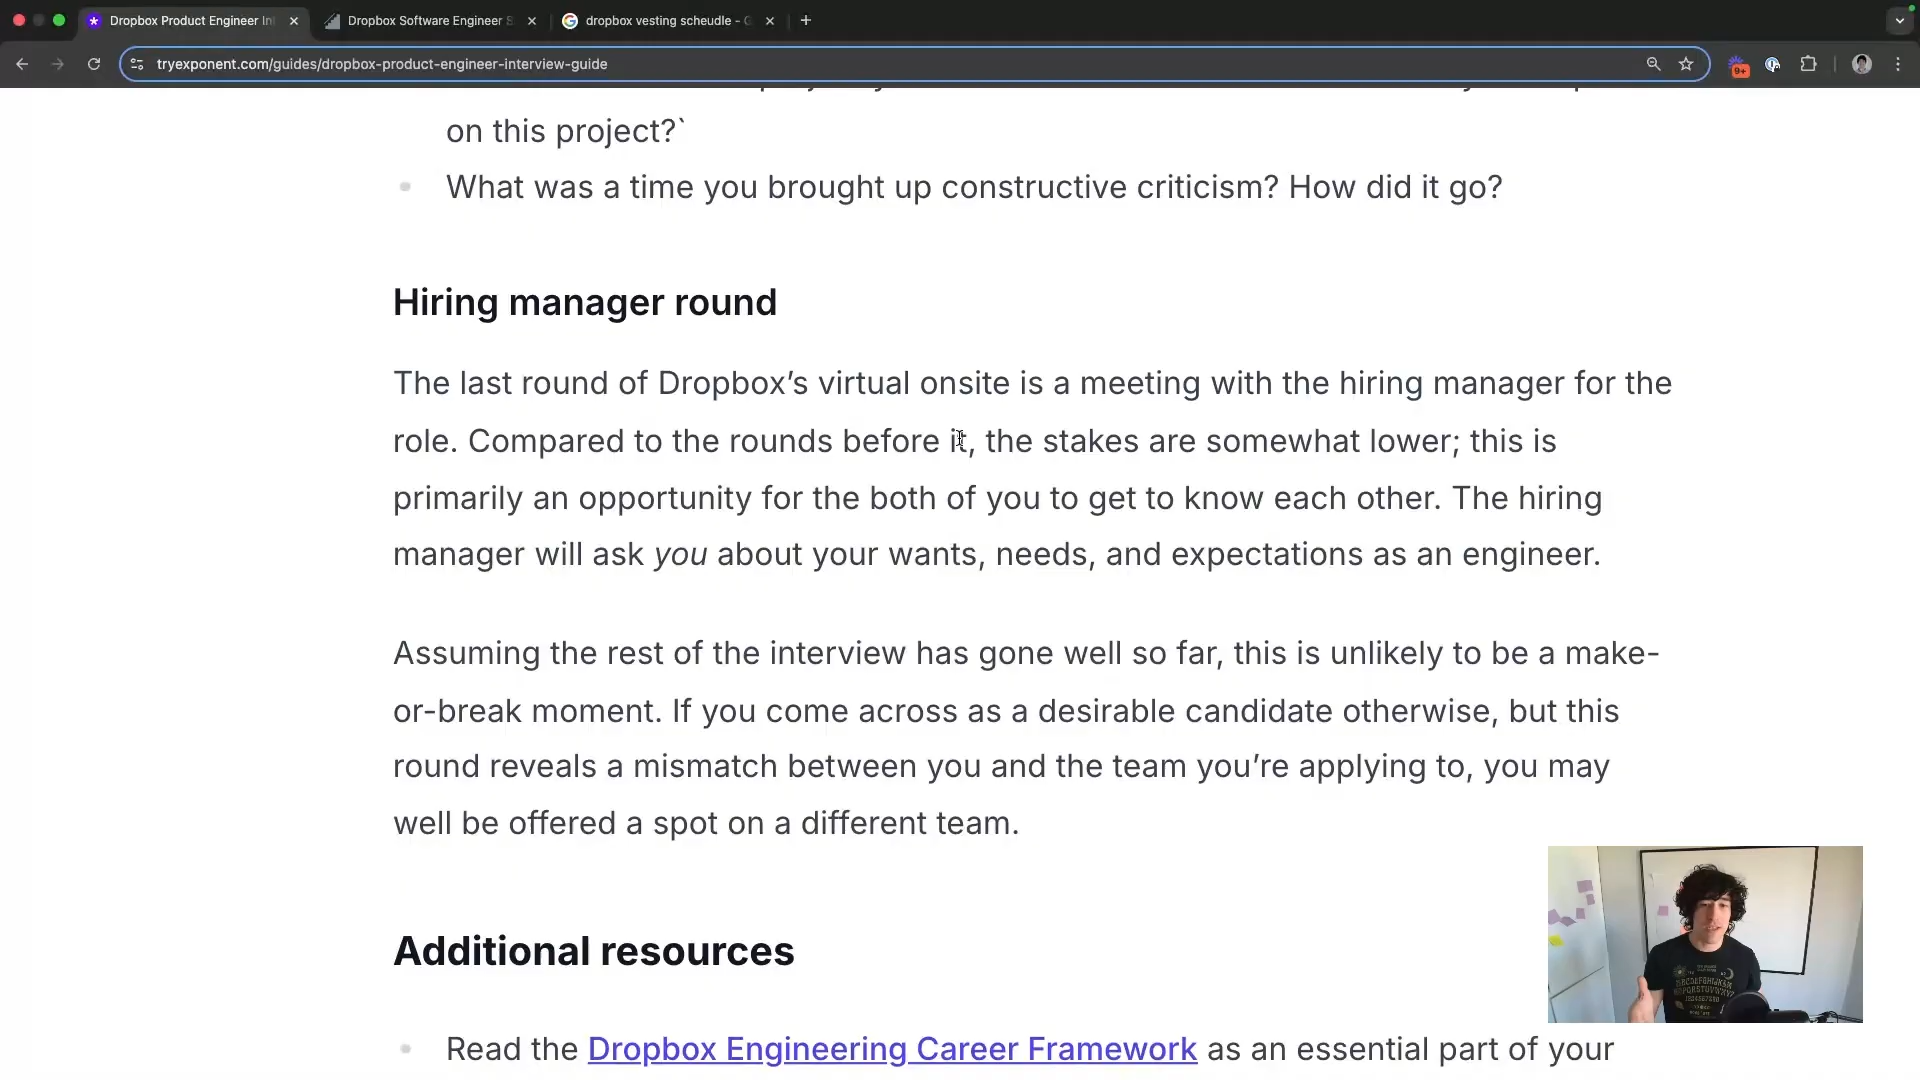 Dropbox Product Engineer In
Dropbox Software Engineer S
dropbox vesting scheudle - G
tryexponent.com/guides/dropbox-product-engineer-interview-guide
9+
on this project?`
What was a time you brought up constructive criticism? How did it go?
Hiring manager round
The last round of Dropbox’s virtual onsite is a meeting with the hiring manager for the
role. Compared to the rounds before it, the stakes are somewhat lower; this is
primarily an opportunity for the both of you to get to know each other. The hiring
manager will ask you about your wants, needs, and expectations as an engineer.
Assuming the rest of the interview has gone well so far, this is unlikely to be a make-
or-break moment. If you come across as a desirable candidate otherwise, but this
round reveals a mismatch between you and the team you’re applying to, you may
well be offered a spot on a different team.
Additional resources
Read the Dropbox Engineering Career Framework as an essential part of your